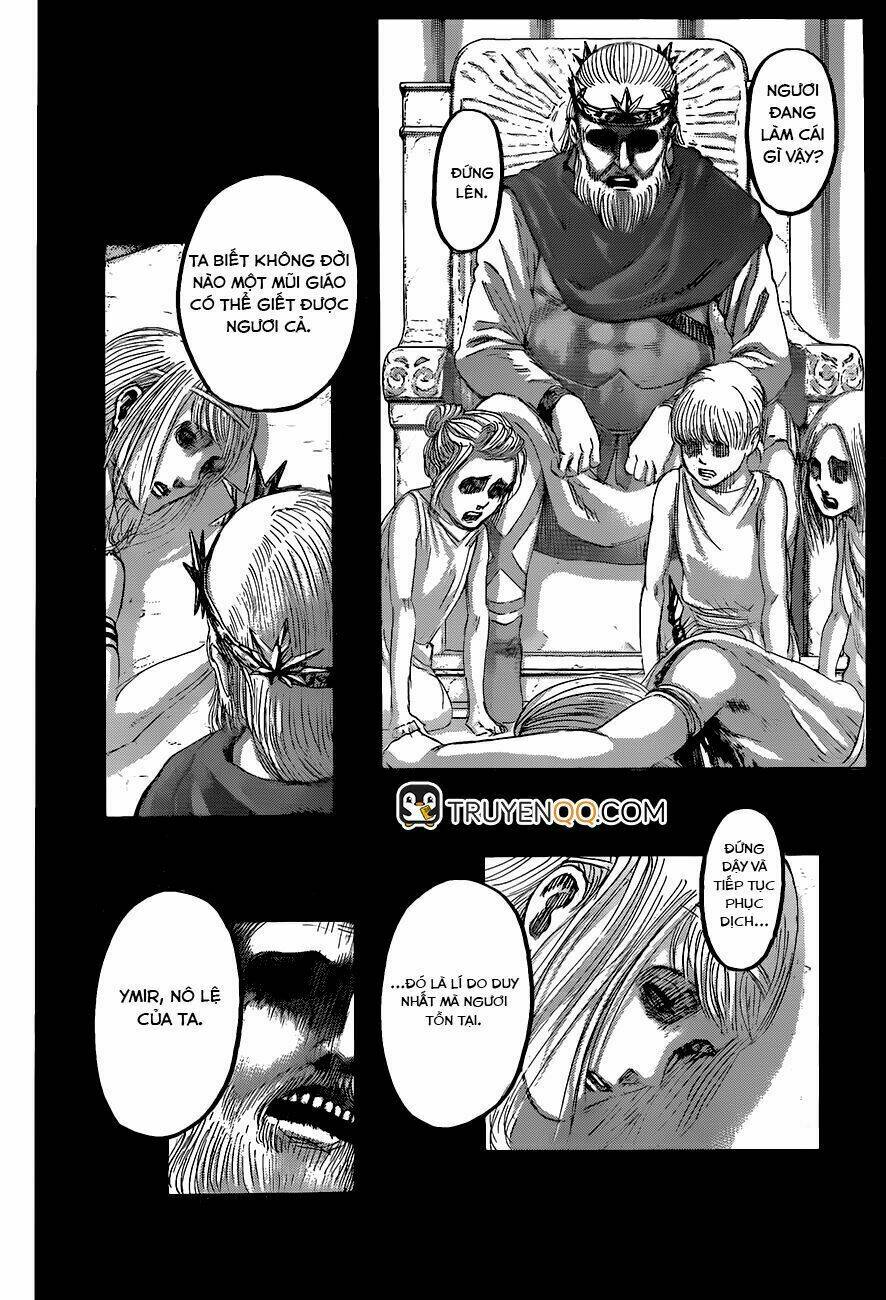 NGƯƠI
ĐANG
LÀM CÁI
GÌ VẬY?
ĐỨNG
LÊN.
TA BIẾT KHÔNG ĐỜI
NÀO MỘT MŨI GIÁO
CÓ THỂ GIẾT ĐƯỢC
NGƯƠI CẢ.
TRUYENQQ.COM
ĐỨNG
DẬY VÀ
TIẾP TỤC
PHỤC
DỊCH...
...ĐÓ LÀ LÍ DO DUY
NHẤT MÀ NGƯƠI
TỒN TẠI.
YMIR, NÔ LỆ
CỦA TA.